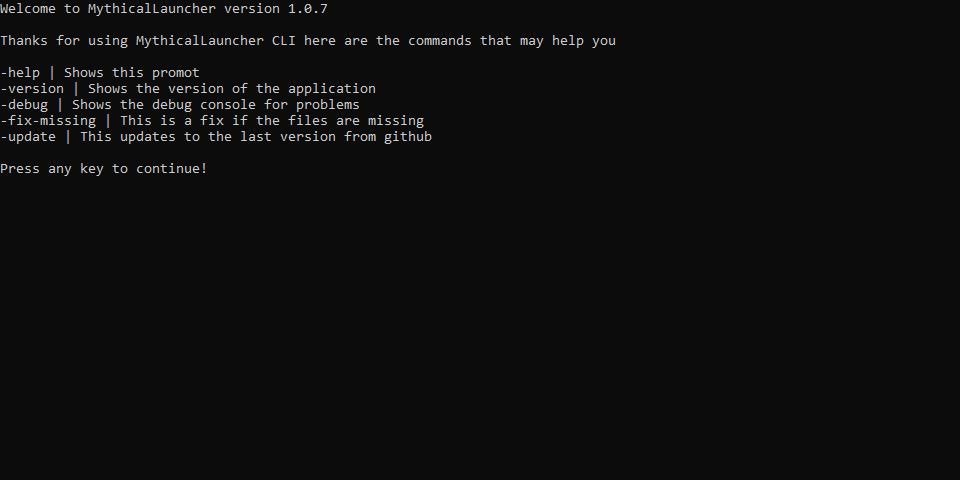 Welcome to MythicalLauncher version 1.0.7
Thanks for using MythicalLauncher CLI here are the commands that may help you
-help | Shows this promot
-version | Shows the version of the application
-debug | Shows the debug console for problems
-fix-missing | This is a fix if the files are missing
-update | This updates to the last version from github
Press any key to continue!